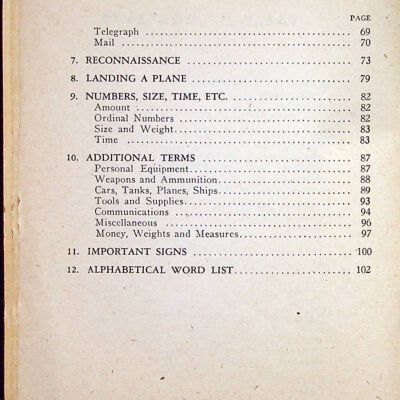 PAGE
Telegraph ........ 69
Mail ........ 70
7. RECONNAISSANCE ........ 73
8. LANDING A PLANE ........ 79
9. NUMBERS, SIZE, TIME, ETC. ........ 82
Amount ........ 82
Ordinal Numbers ........ 82
Size and Weight ........ 83
Time ........ 83
10. ADDITIONAL TERMS ........ 87
Personal Equipment ........ 87
Weapons and Ammunition ........ 88
Cars, Tanks, Planes, Ships ........ 89
Tools and Supplies ........ 93
Communications ........ 94
Miscellaneous ........ 96
Money, Weights and Measures ........ 97
11. IMPORTANT SIGNS ........ 100
12. ALPHABETICAL WORD LIST ........ 102